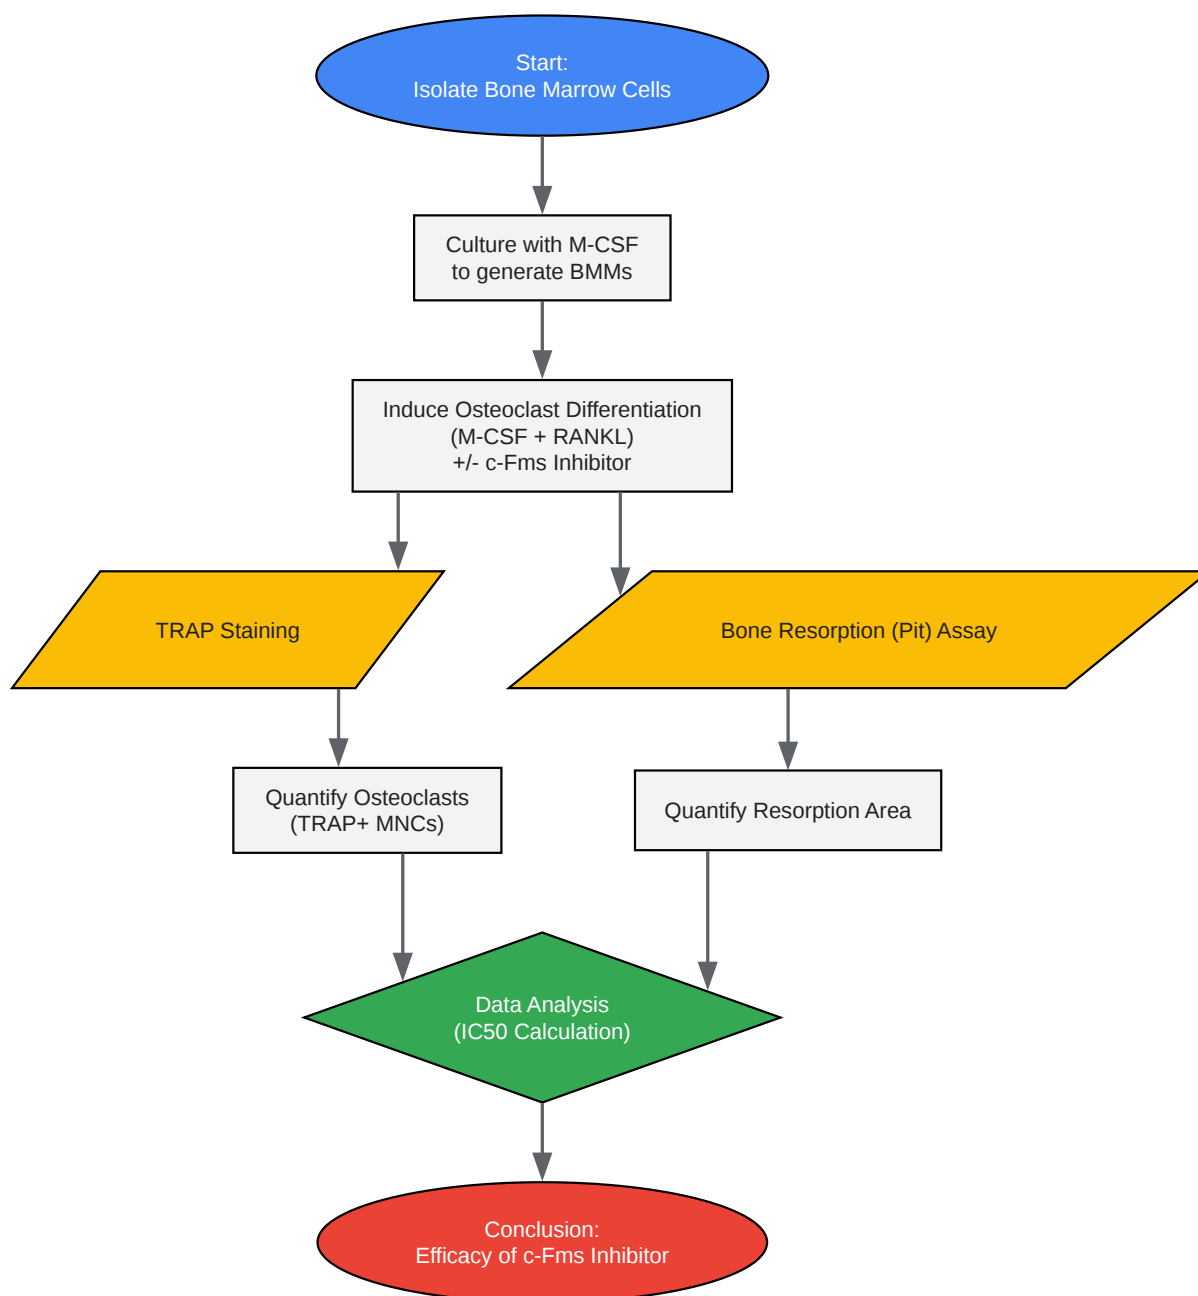 Start:
Isolate Bone Marrow Cells
Culture with M-CSF
to generate BMMs
Induce Osteoclast Differentiation
(M-CSF + RANKL)
+/- c-Fms Inhibitor
TRAP Staining
Bone Resorption (Pit) Assay
Quantify Osteoclasts
(TRAP+ MNCs)
Quantify Resorption Area
Data Analysis
(IC50 Calculation)
Conclusion:
Efficacy of c-Fms Inhibitor